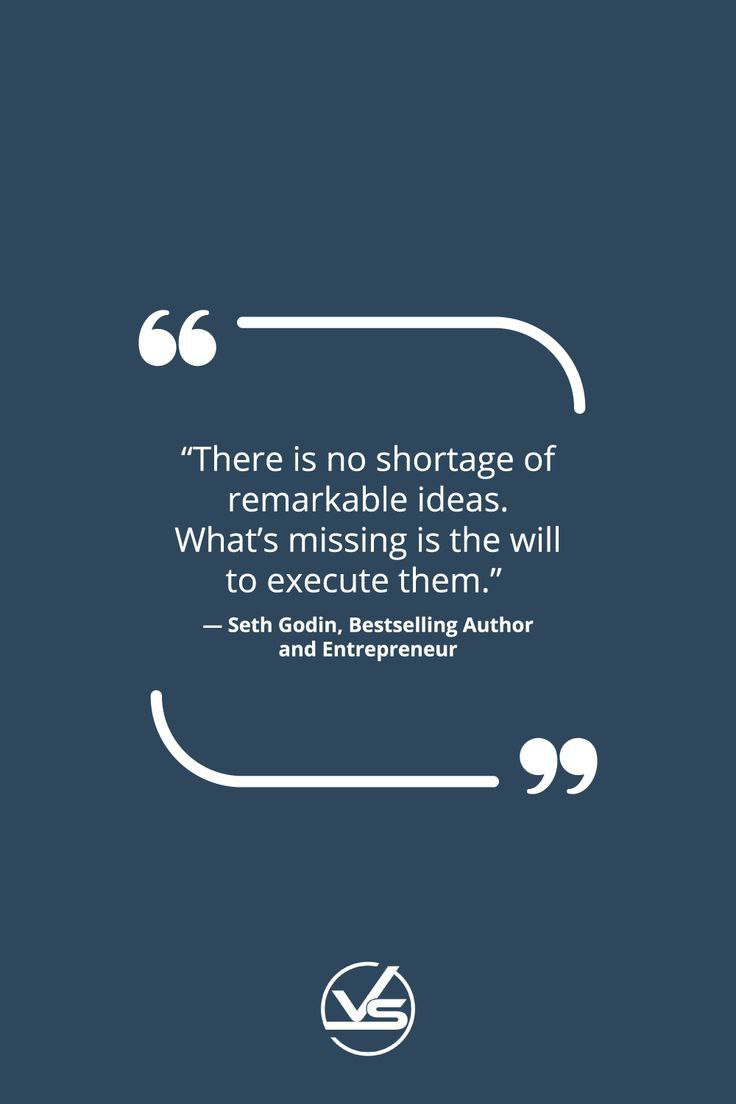 “There is no shortage of
remarkable ideas.
What’s missing is the will
to execute them.”
— Seth Godin, Bestselling Author
and Entrepreneur
VS